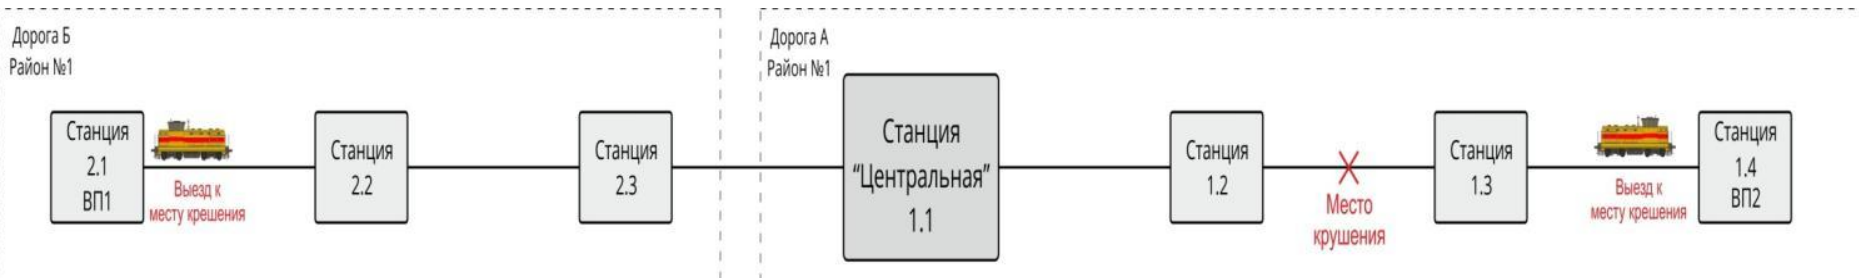 Дорога Б
Район №1
Дорога А
Район №1
Станция
2.1
ВП1
Выезд к
месту крешения
Станция
2.2
Станция
2.3
Станция
“Центральная”
1.1
Станция
1.2
Место
крушения
Станция
1.3
Выезд к
месту крешения
Станция
1.4
ВП2